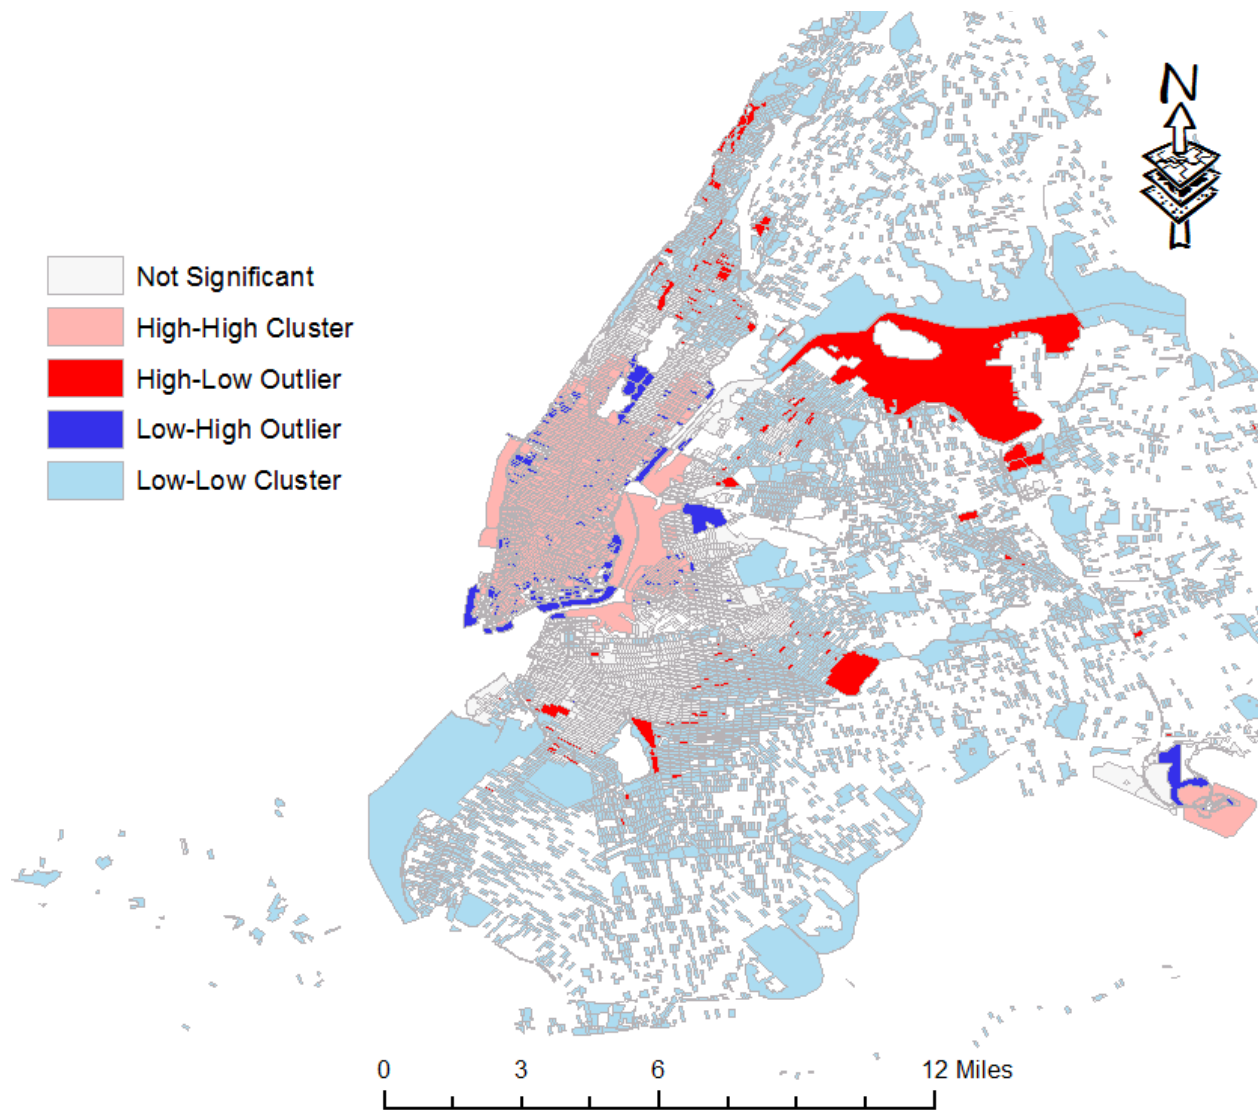 N
Not Significant
High-High Cluster
High-Low Outlier
Low-High Outlier
Low-Low Cluster
0 3 6 12 Miles